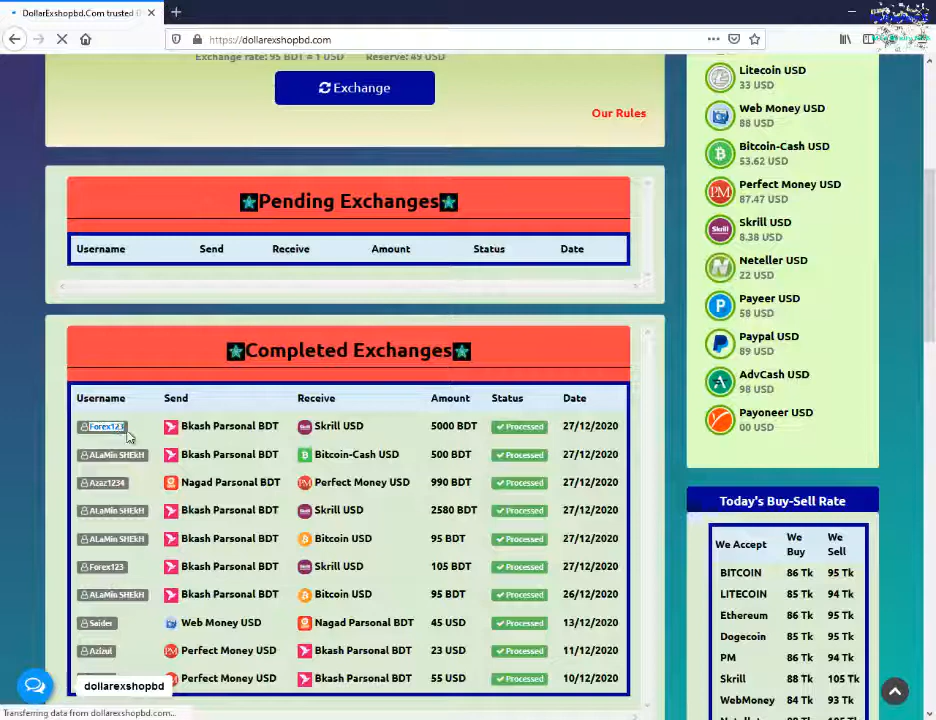 DollarExshopbd.Com trusted
https://dollarexshopbd.com
Exchange rate: 95 BDT = 1 USD Reserve: 49 USD
Exchange
Our Rules
Pending Exchanges
Username Send Receive Amount Status Date
Completed Exchanges
Username Send Receive Amount Status Date
Forex123 Bkash Parsonal BDT Skrill USD 5000 BDT Processed 27/12/2020
ALaMin SHEkH Bkash Parsonal BDT Bitcoin-Cash USD 500 BDT Processed 27/12/2020
Azaz1234 Nagad Parsonal BDT Perfect Money USD 990 BDT Processed 27/12/2020
ALaMin SHEkH Bkash Parsonal BDT Skrill USD 2580 BDT Processed 27/12/2020
ALaMin SHEkH Bkash Parsonal BDT Bitcoin USD 95 BDT Processed 27/12/2020
Forex123 Bkash Parsonal BDT Skrill USD 105 BDT Processed 27/12/2020
ALaMin SHEkH Bkash Parsonal BDT Bitcoin USD 95 BDT Processed 26/12/2020
Saider Web Money USD Nagad Parsonal BDT 45 USD Processed 13/12/2020
Azizul Perfect Money USD Bkash Parsonal BDT 23 USD Processed 11/12/2020
Perfect Money USD Bkash Parsonal BDT 55 USD Processed 10/12/2020
dollarexshopbd
Transferring data from dollarexshopbd.com...
Litecoin USD
33 USD
Web Money USD
88 USD
Bitcoin-Cash USD
53.62 USD
Perfect Money USD
87.47 USD
Skrill USD
8.38 USD
Neteller USD
22 USD
Payeer USD
58 USD
Paypal USD
89 USD
AdvCash USD
98 USD
Payoneer USD
00 USD
Today's Buy-Sell Rate
We Accept We Buy We Sell
BITCOIN 86 Tk 95 Tk
LITECOIN 85 Tk 94 Tk
Ethereum 86 Tk 95 Tk
Dogecoin 85 Tk 95 Tk
PM 86 Tk 94 Tk
Skrill 88 Tk 105 Tk
WebMoney 84 Tk 93 Tk